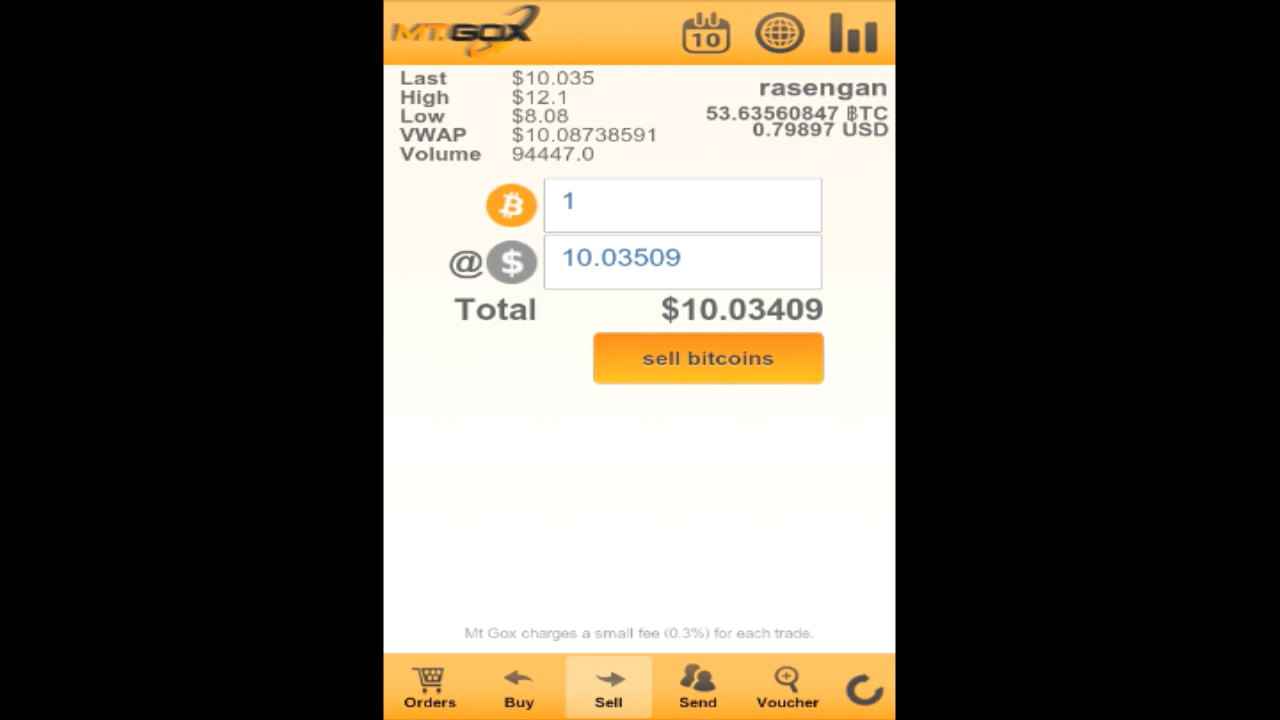 MT.GOX
10
Last $10.035
High $12.1
Low $8.08
VWAP $10.08738591
Volume 94447.0
rasengan
53.63560847 ฿TC
0.79897 USD
1
@ $ 10.03509
Total $10.03409
sell bitcoins
Mt Gox charges a small fee (0.3%) for each trade.
Orders Buy Sell Send Voucher